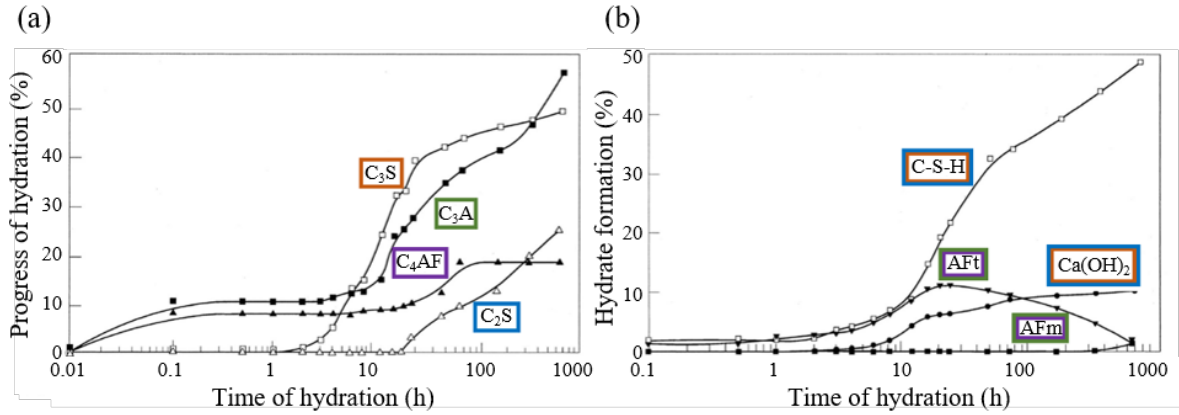 (a)
60
50
40
30
20
10
0
0.01 0.1 1 10 100 1000
Progress of hydration (%)
Time of hydration (h)
C₃S
C₃A
C₄AF
C₂S
(b)
50
40
30
20
10
0
0.1 1 10 100 1000
Hydrate formation (%)
Time of hydration (h)
C-S-H
AFt
Ca(OH)₂
AFm